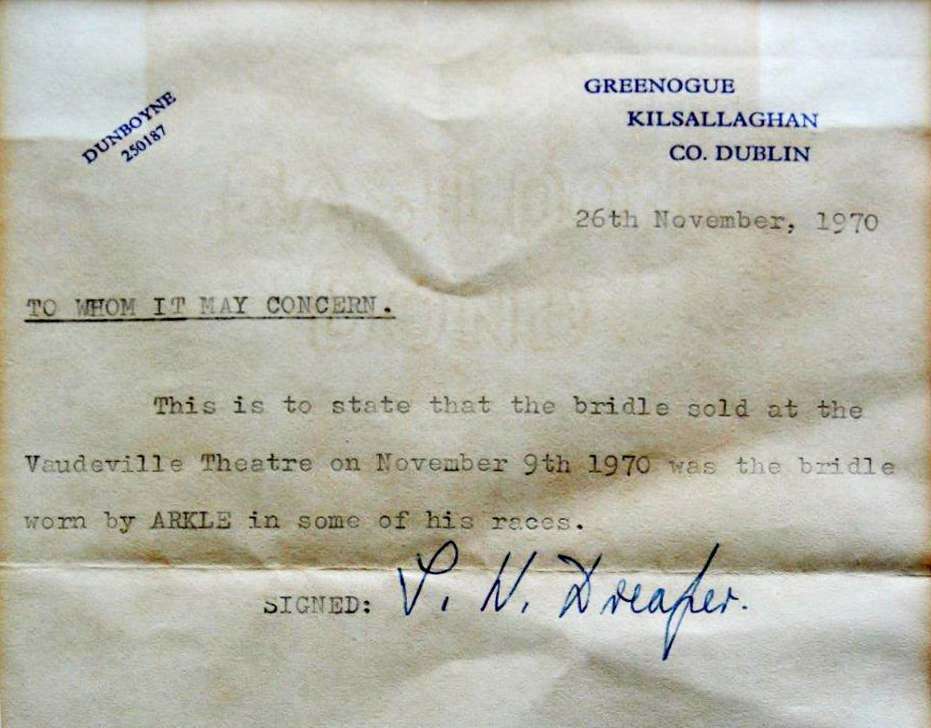 DUNBOYNE
250187
GREENOGUE
KILSALLAGHAN
CO. DUBLIN
26th November, 1970
TO WHOM IT MAY CONCERN.
This is to state that the bridle sold at the
Vaudeville Theatre on November 9th 1970 was the bridle
worn by ARKLE in some of his races.
SIGNED: T. W. Dreaper.